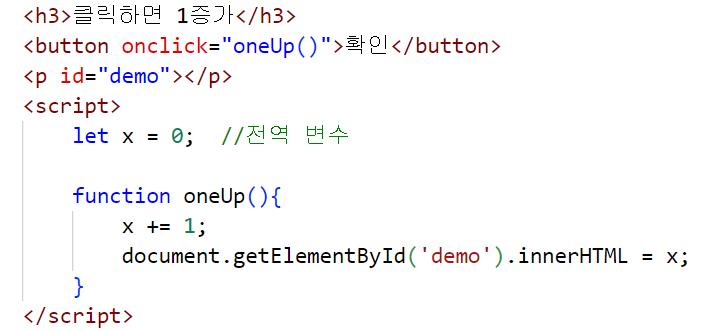 <h3>클릭하면 1증가</h3>
<button onclick="oneUp()">확인</button>
<p id="demo"></p>
<script>
    let x = 0;  //전역 변수

    function oneUp(){
        x += 1;
        document.getElementById('demo').innerHTML = x;
    }
</script>